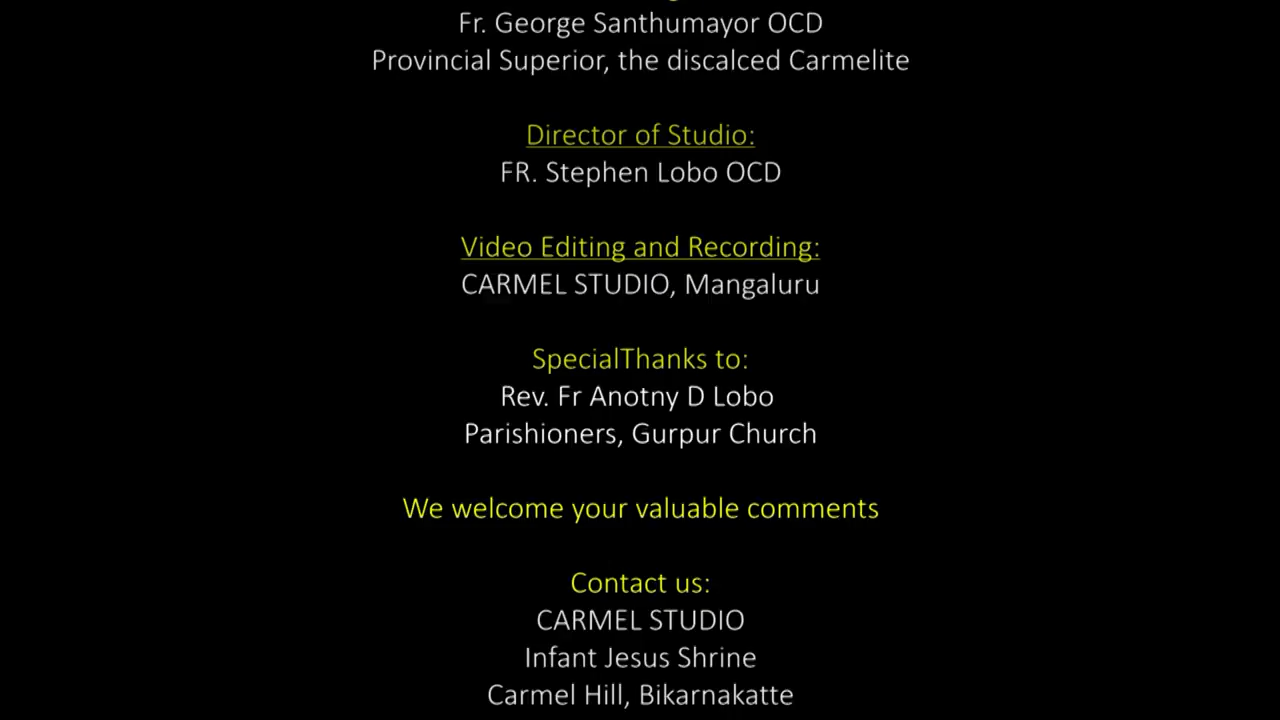 Fr. George Santhumayor OCD
Provincial Superior, the discalced Carmelite
Director of Studio:
FR. Stephen Lobo OCD
Video Editing and Recording:
CARMEL STUDIO, Mangaluru
SpecialThanks to:
Rev. Fr Anotny D Lobo
Parishioners, Gurpur Church
We welcome your valuable comments
Contact us:
CARMEL STUDIO
Infant Jesus Shrine
Carmel Hill, Bikarnakatte